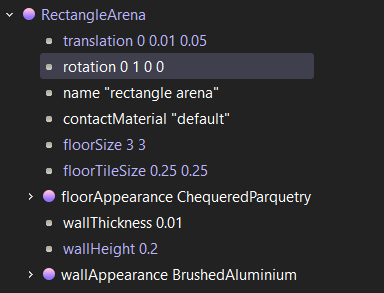 RectangleArena
translation 0 0.01 0.05
rotation 0 1 0 0
name "rectangle arena"
contactMaterial "default"
floorSize 3 3
floorTileSize 0.25 0.25
floorAppearance ChequeredParquetry
wallThickness 0.01
wallHeight 0.2
wallAppearance BrushedAluminium